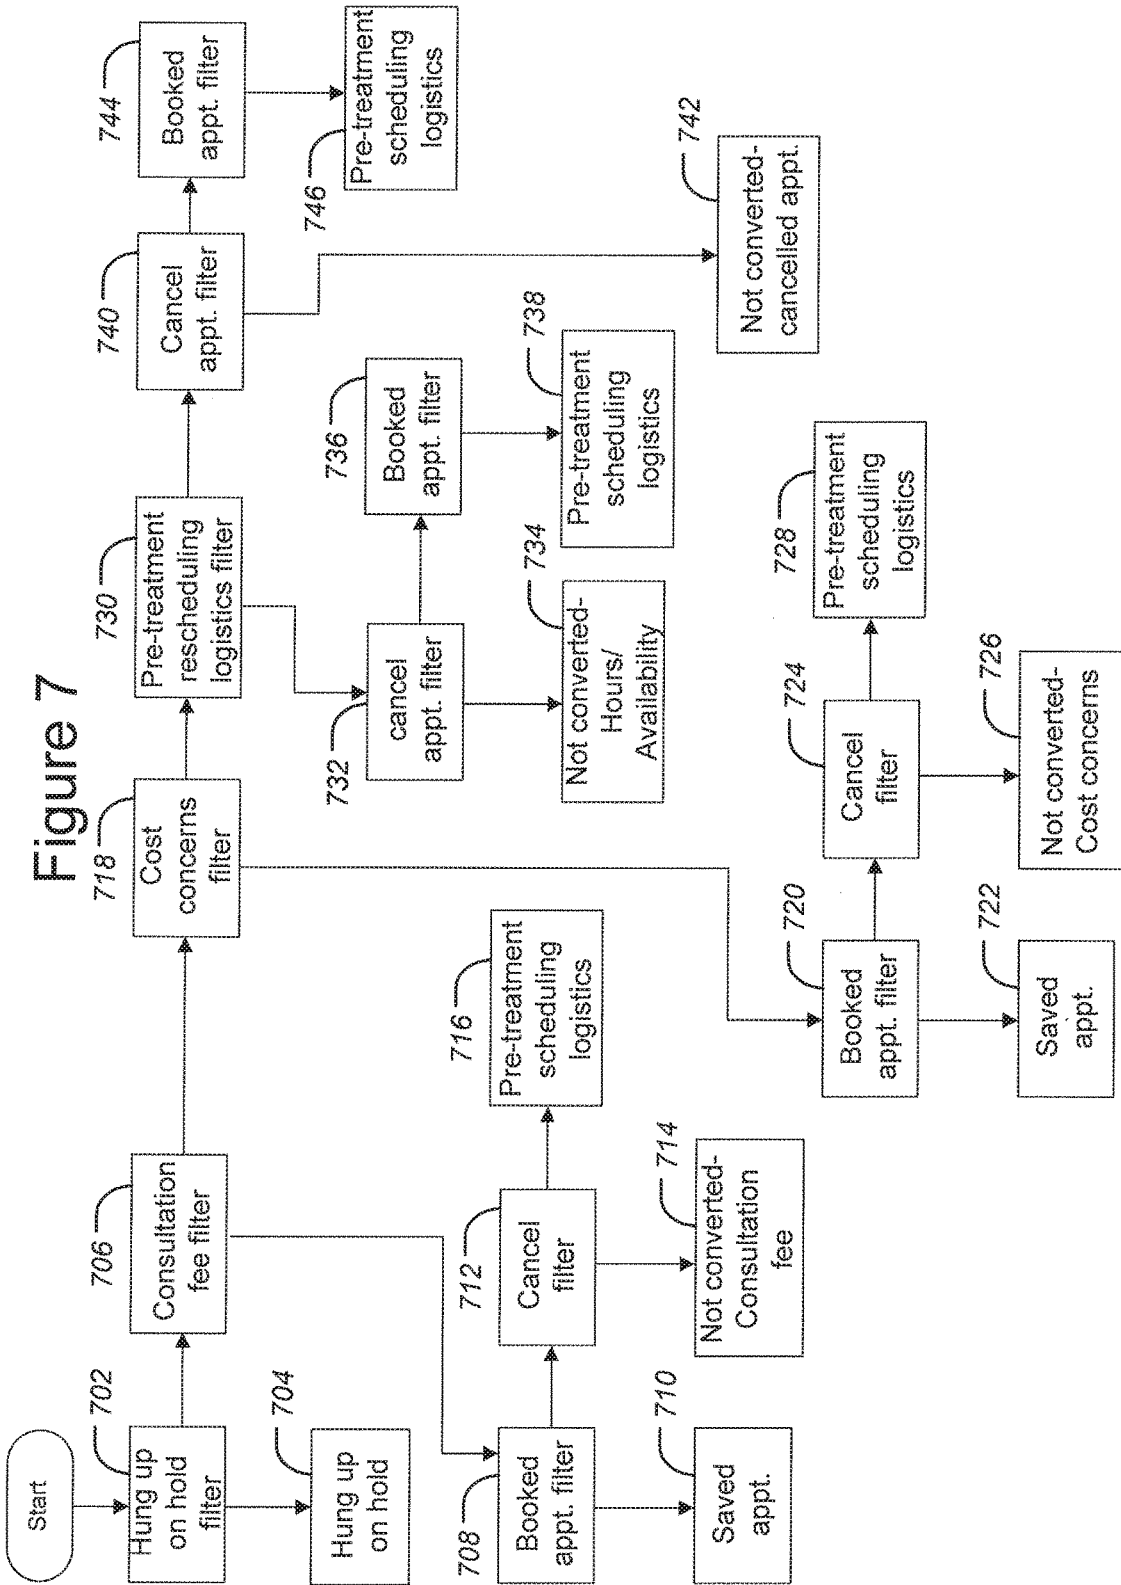 Figure 7
Start
702
Hung up
on hold
filter
704
Hung up
on hold
706
Consultation
fee filter
708
Booked
appt. filter
710
Saved
appt.
712
Cancel
filter
714
Not converted-
Consultation
fee
716
Pre-treatment
scheduling
logistics
718
Cost
concerns
filter
720
Booked
appt. filter
722
Saved
appt.
724
Cancel
filter
726
Not converted-
Cost concerns
728
Pre-treatment
scheduling
logistics
730
Pre-treatment
rescheduling
logistics filter
732
cancel
appt. filter
734
Not converted-
Hours/
Availability
736
Booked
appt. filter
738
Pre-treatment
scheduling
logistics
740
Cancel
appt. filter
742
Not converted-
cancelled appt.
744
Booked
appt. filter
746
Pre-treatment
scheduling
logistics